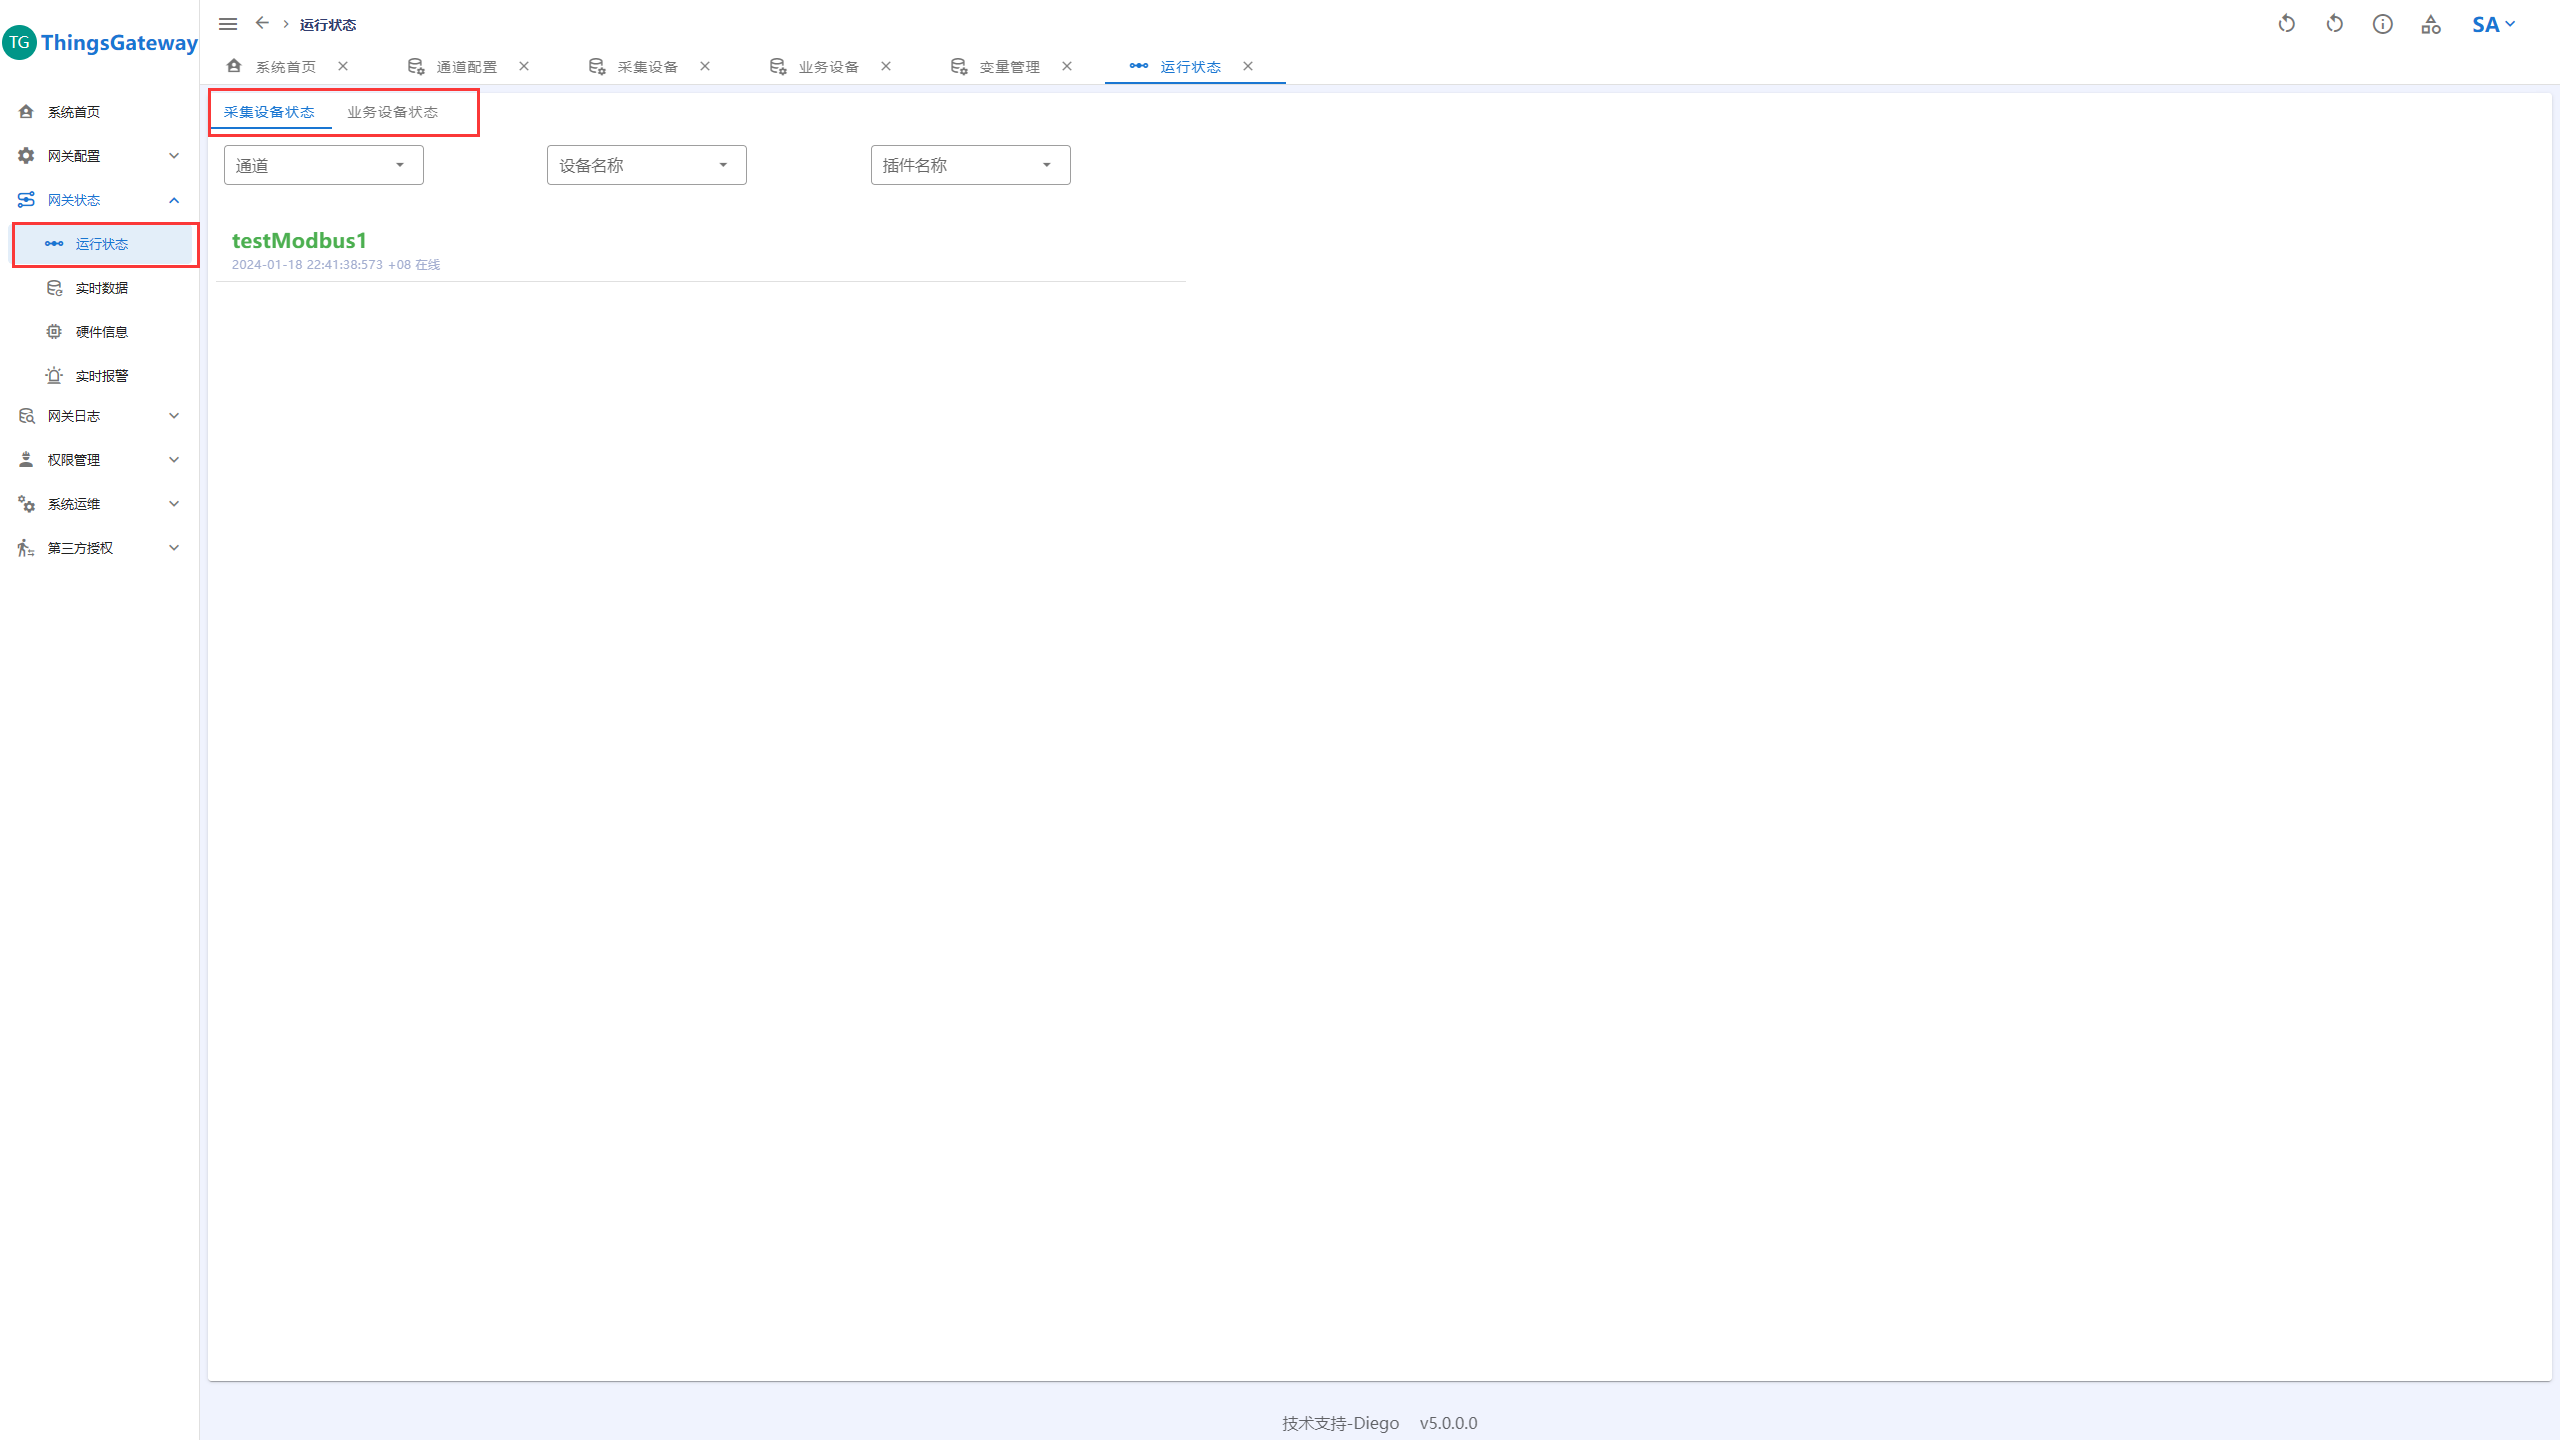 TG ThingsGateway
系统首页
网关配置
网关状态
运行状态
实时数据
硬件信息
实时报警
网关日志
权限管理
系统运维
第三方授权
运行状态
SA
系统首页 通道配置 采集设备 业务设备 变量管理 运行状态
采集设备状态 业务设备状态
通道 设备名称 插件名称
testModbus1
2024-01-18 22:41:38:573 +08 在线
技术支持-Diego v5.0.0.0